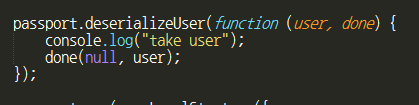 passport.deserializeUser(function (user, done) {
    console.log("take user");
    done(null, user);
});